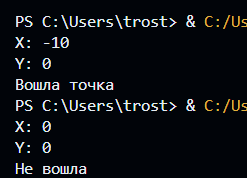 PS C:\Users\trost> & C:/Us
X: -10
Y: 0
Вошла точка
PS C:\Users\trost> & C:/Us
X: 0
Y: 0
Не вошла